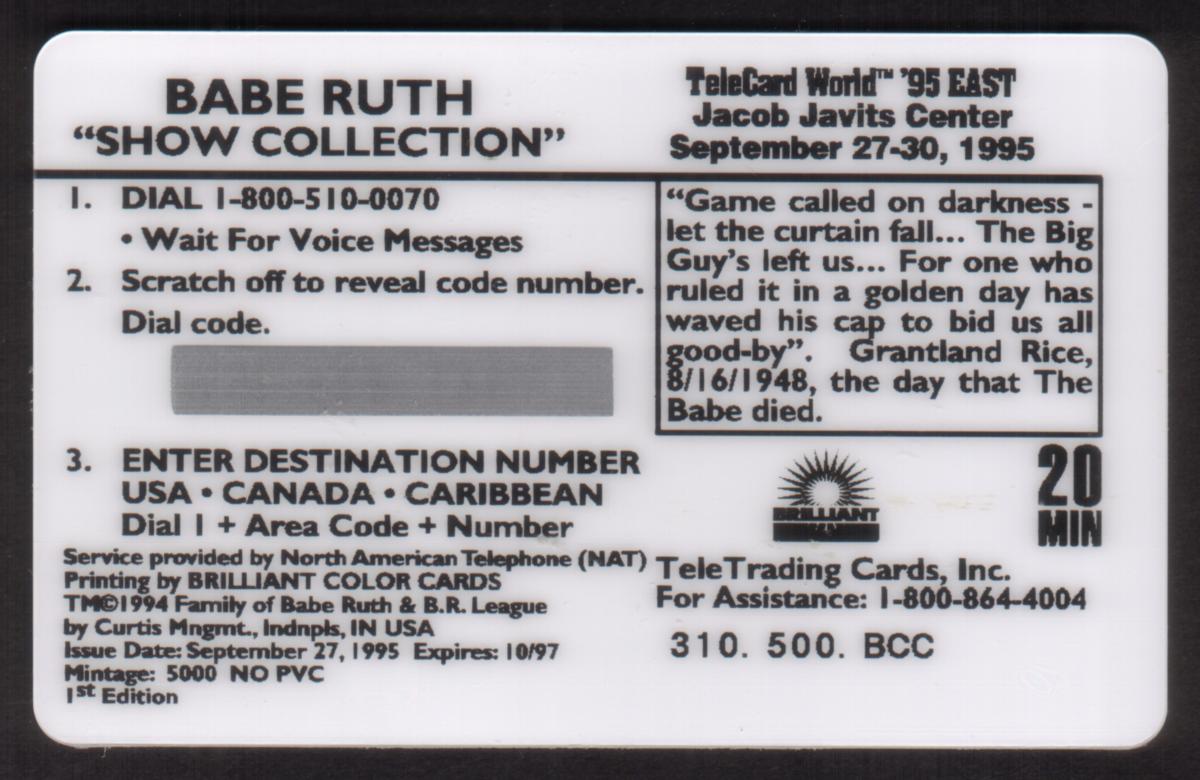 BABE RUTH
“SHOW COLLECTION”
TeleCard World™ '95 EAST
Jacob Javits Center
September 27-30, 1995
1. DIAL 1-800-510-0070
• Wait For Voice Messages
2. Scratch off to reveal code number.
Dial code.
3. ENTER DESTINATION NUMBER
USA • CANADA • CARIBBEAN
Dial 1 + Area Code + Number
Service provided by North American Telephone (NAT)
Printing by BRILLIANT COLOR CARDS
TM©1994 Family of Babe Ruth & B.R. League
by Curtis Mngmt., Indnpls, IN USA
Issue Date: September 27, 1995 Expires: 10/97
Mintage: 5000 NO PVC
1st Edition
“Game called on darkness -
let the curtain fall... The Big
Guy's left us... For one who
ruled it in a golden day has
waved his cap to bid us all
good-by”. Grantland Rice,
8/16/1948, the day that The
Babe died.
BRILLIANT
20
MIN
TeleTrading Cards, Inc.
For Assistance: 1-800-864-4004
310. 500. BCC